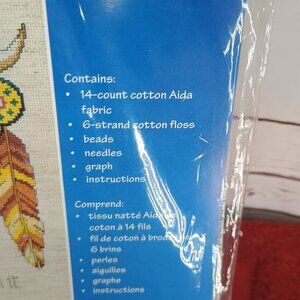 Contains:
• 14-count cotton Aida
fabric
• 6-strand cotton floss
• beads
• needles
• graph
• instructions
Comprend:
• tissu natté Aida de
coton à 14 fils
• fil de coton à broder
6 brins
• perles
• aiguilles
• graphe
• instructions